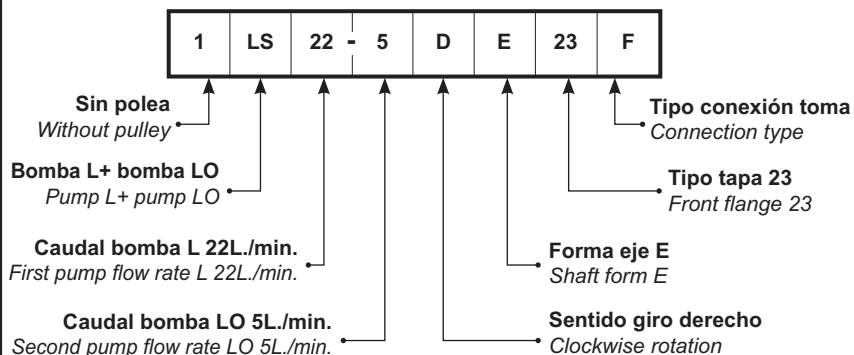 1 LS 22 - 5 D E 23 F
Sin polea
Without pulley
Bomba L+ bomba LO
Pump L+ pump LO
Caudal bomba L 22L./min.
First pump flow rate L 22L./min.
Caudal bomba LO 5L./min.
Second pump flow rate LO 5L./min.
Tipo conexión toma
Connection type
Tipo tapa 23
Front flange 23
Forma eje E
Shaft form E
Sentido giro derecho
Clockwise rotation